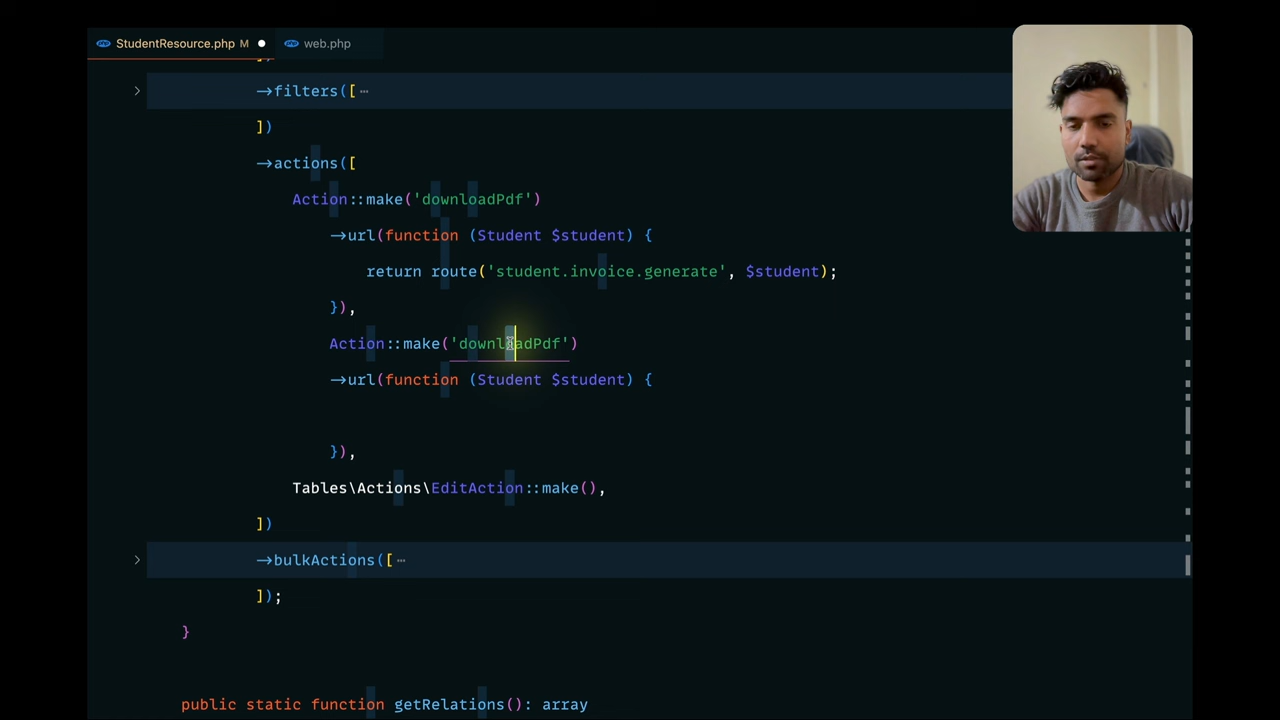 StudentResource.php M
web.php
->filters([
])
->actions([
Action::make('downloadPdf')
->url(function (Student $student) {
return route('student.invoice.generate', $student);
}),
Action::make('downloadPdf')
->url(function (Student $student) {
}),
Tables\Actions\EditAction::make(),
])
->bulkActions([
]);
}
public static function getRelations(): array